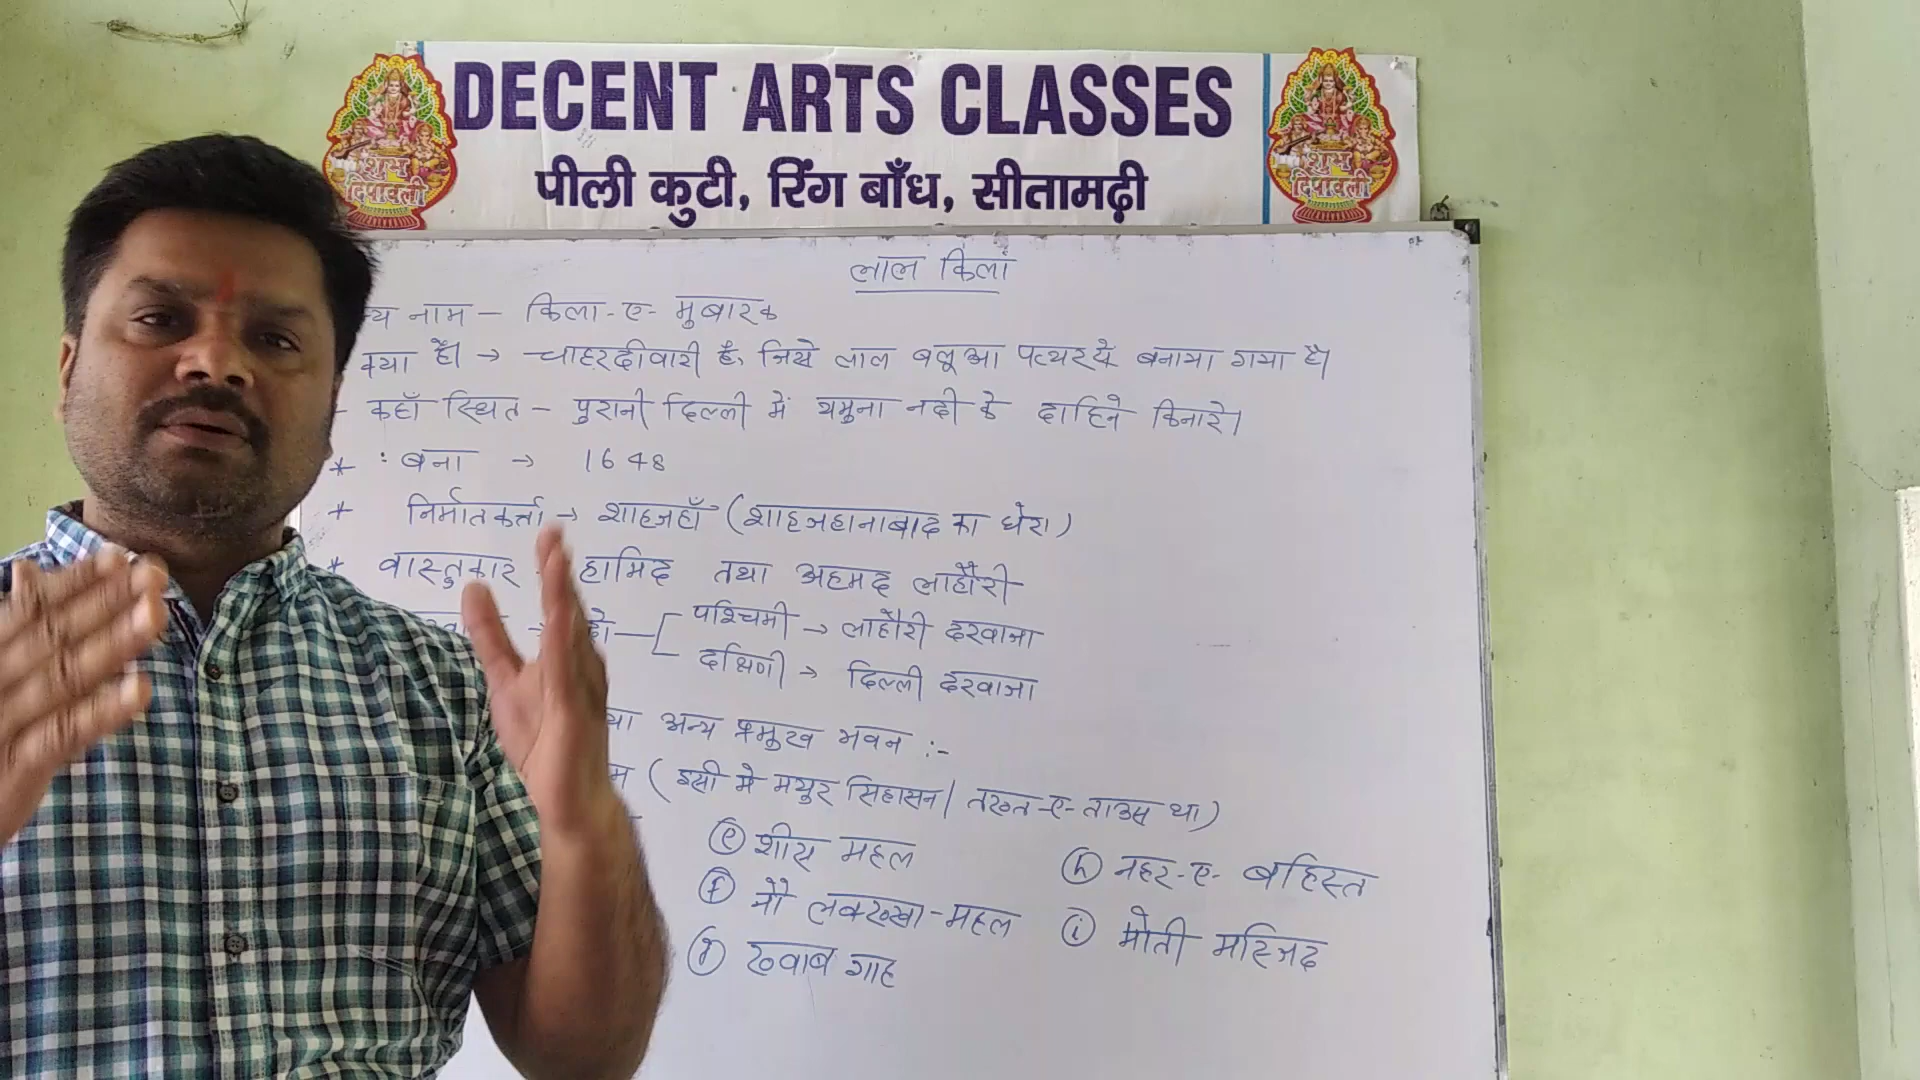 DECENT ARTS CLASSES
पीली कुटी, रिंग बाँध, सीतामढ़ी
शुभ दिपावली
शुभ दिपावली
लाल किला
नाम – किला-ए-मुबारक
क्या है। → चाहरदीवारी है, जिसे लाल बलूआ पत्थर से बनाया गया है।
कहाँ स्थित – पुरानी दिल्ली में यमुना नदी के दाहिने किनारे।
* बना → 1648
* निर्मातकर्त्ता → शाहजहाँ (शाहजहानाबाद का घेरा)
* वास्तुकार - हामिद तथा अहमद लाहौरी
→ दो – पश्चिमी → लाहौरी दरवाजा
दक्षिणी → दिल्ली दरवाजा
अन्य प्रमुख भवन :-
(इसी मे मयुर सिंहासन/तख्त-ए-ताउस था)
(e) शीस महल
(h) नहर-ए-बहिस्त
(f) नौ लक्खा-महल
(i) मोती मस्जिद
(g) ख्वाब गाह